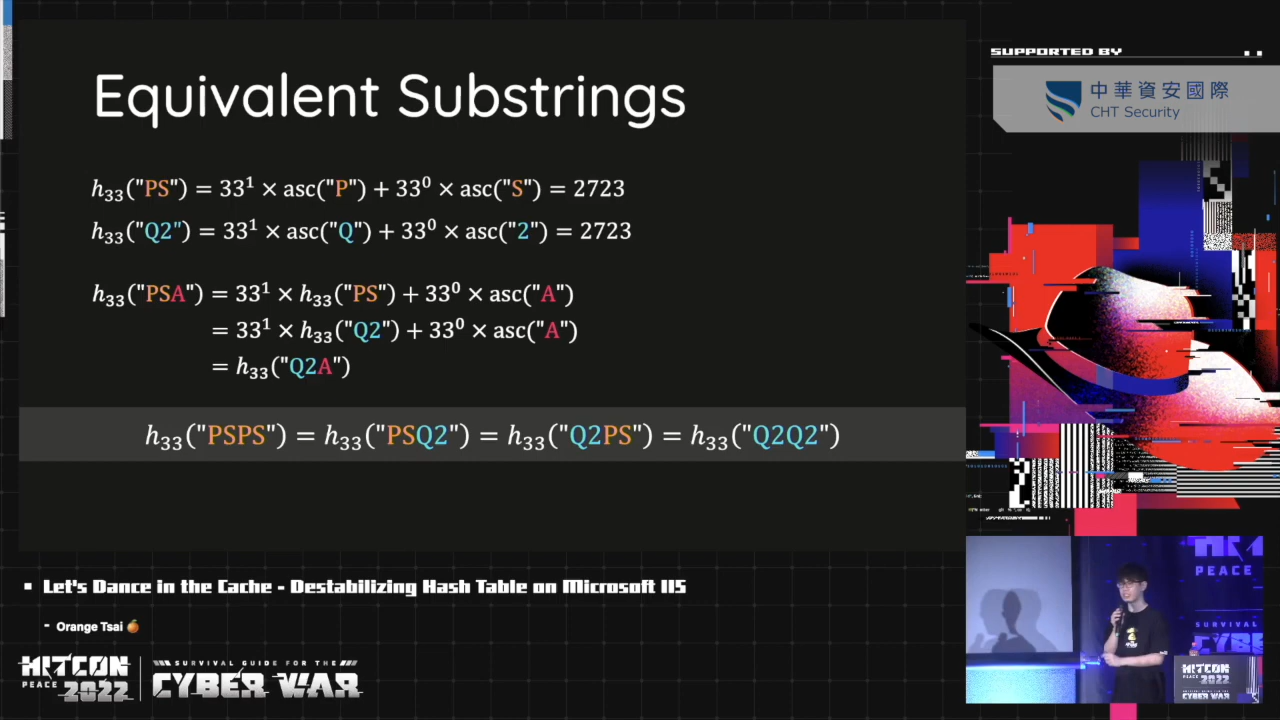 Equivalent Substrings
h₃₃("PS") = 33¹ × asc("P") + 33⁰ × asc("S") = 2723
h₃₃("Q2") = 33¹ × asc("Q") + 33⁰ × asc("2") = 2723
h₃₃("PSA") = 33¹ × h₃₃("PS") + 33⁰ × asc("A")
= 33¹ × h₃₃("Q2") + 33⁰ × asc("A")
= h₃₃("Q2A")
h₃₃("PSPS") = h₃₃("PSQ2") = h₃₃("Q2PS") = h₃₃("Q2Q2")
SUPPORTED BY
中華資安國際
CHT Security
Let's Dance in the Cache - Destabilizing Hash Table on Microsoft IIS
- Orange Tsai 🍊
HITCON
PEACE 2022
SURVIVAL GUIDE FOR THE
CYBER WAR
PEACE
SURVIVAL
CYBER
HITCON
PEACE 2022
CYBER WAR